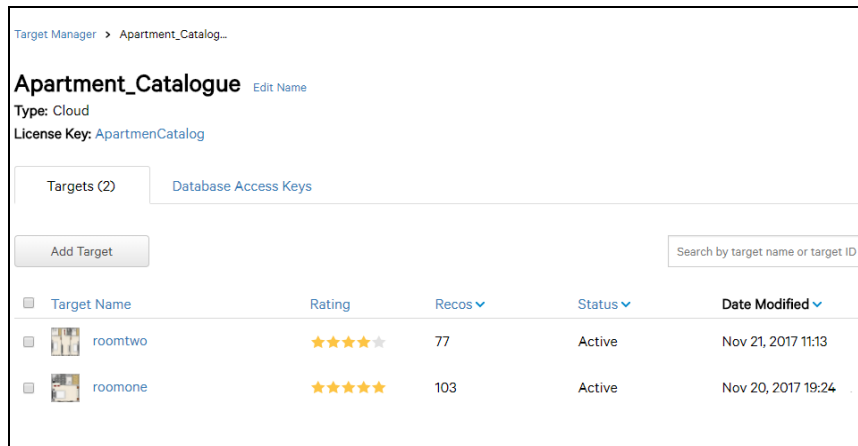 Target Manager > Apartment_Catalog...
Apartment_Catalogue Edit Name
Type: Cloud
License Key: ApartmenCatalog
Targets (2) Database Access Keys
Add Target Search by target name or target ID
Target Name Rating Recos Status Date Modified
roomtwo 77 Active Nov 21, 2017 11:13
roomone 103 Active Nov 20, 2017 19:24